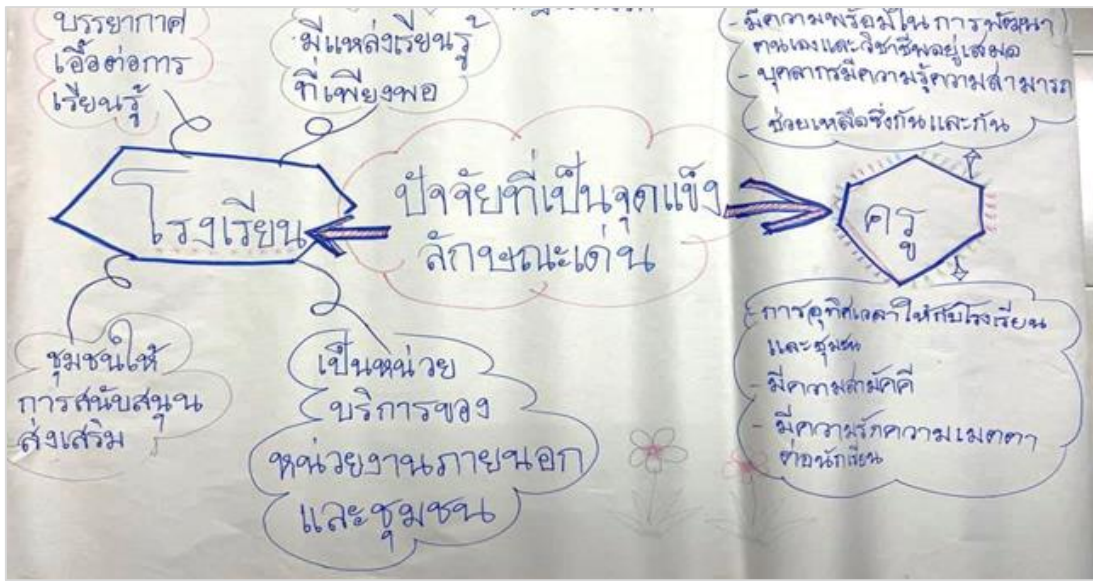 บรรยากาศ
เอื้อต่อการ
เรียนรู้
มีแหล่งเรียนรู้
ที่เพียงพอ
- มีความพร้อมในการพัฒนา
ตนเองและวิชาชีพอยู่เสมอ
- บุคลากรมีความรู้ความสามารถ
- ช่วยเหลือซึ่งกันและกัน
โรงเรียน
ปัจจัยที่เป็นจุดแข็ง
ลักษณะเด่น
ครู
ชุมชนให้
การสนับสนุน
ส่งเสริม
เป็นหน่วย
บริการของ
หน่วยงานภายนอก
และชุมชน
- การอุทิศเวลาให้กับโรงเรียน
และชุมชน
- มีความสามัคคี
- มีความรักความเมตตา
ต่อนักเรียน